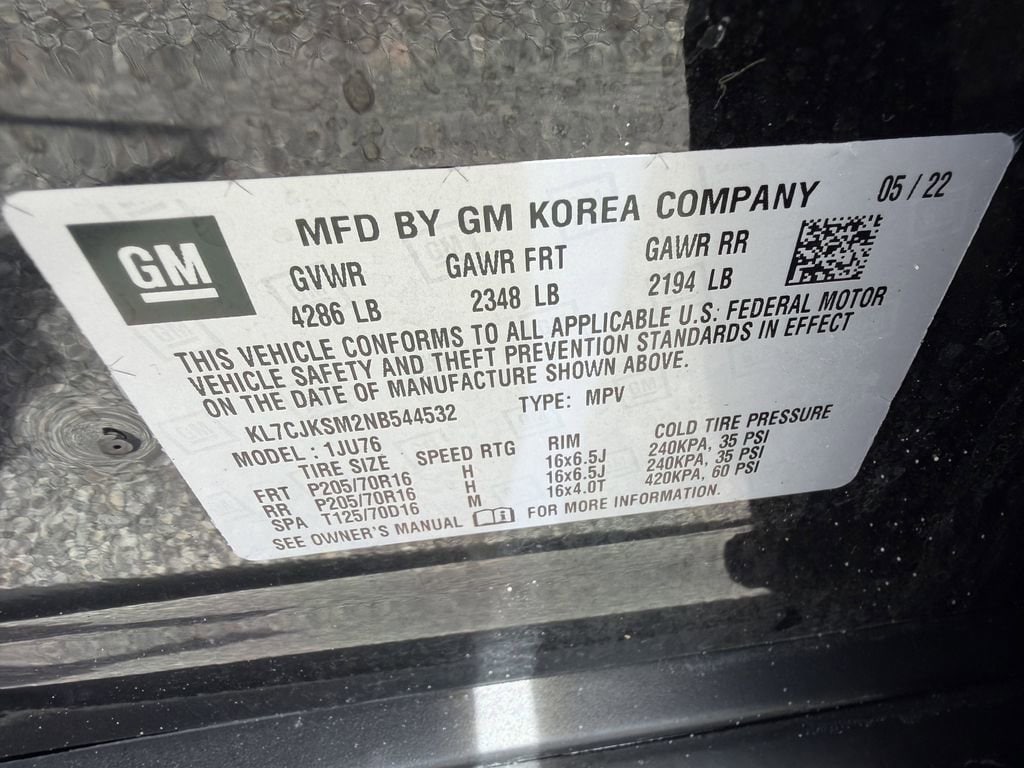 GM
MFD BY GM KOREA COMPANY 05 / 22
GVWR GAWR FRT GAWR RR
4286 LB 2348 LB 2194 LB
THIS VEHICLE CONFORMS TO ALL APPLICABLE U.S. FEDERAL MOTOR
VEHICLE SAFETY AND THEFT PREVENTION STANDARDS IN EFFECT
ON THE DATE OF MANUFACTURE SHOWN ABOVE.
KL7CJKSM2NB544532 TYPE: MPV
MODEL : 1JU76
TIRE SIZE SPEED RTG RIM COLD TIRE PRESSURE
FRT P205/70R16 H 16x6.5J 240KPA, 35 PSI
RR P205/70R16 H 16x6.5J 240KPA, 35 PSI
SPA T125/70D16 M 16x4.0T 420KPA, 60 PSI
SEE OWNER'S MANUAL FOR MORE INFORMATION.